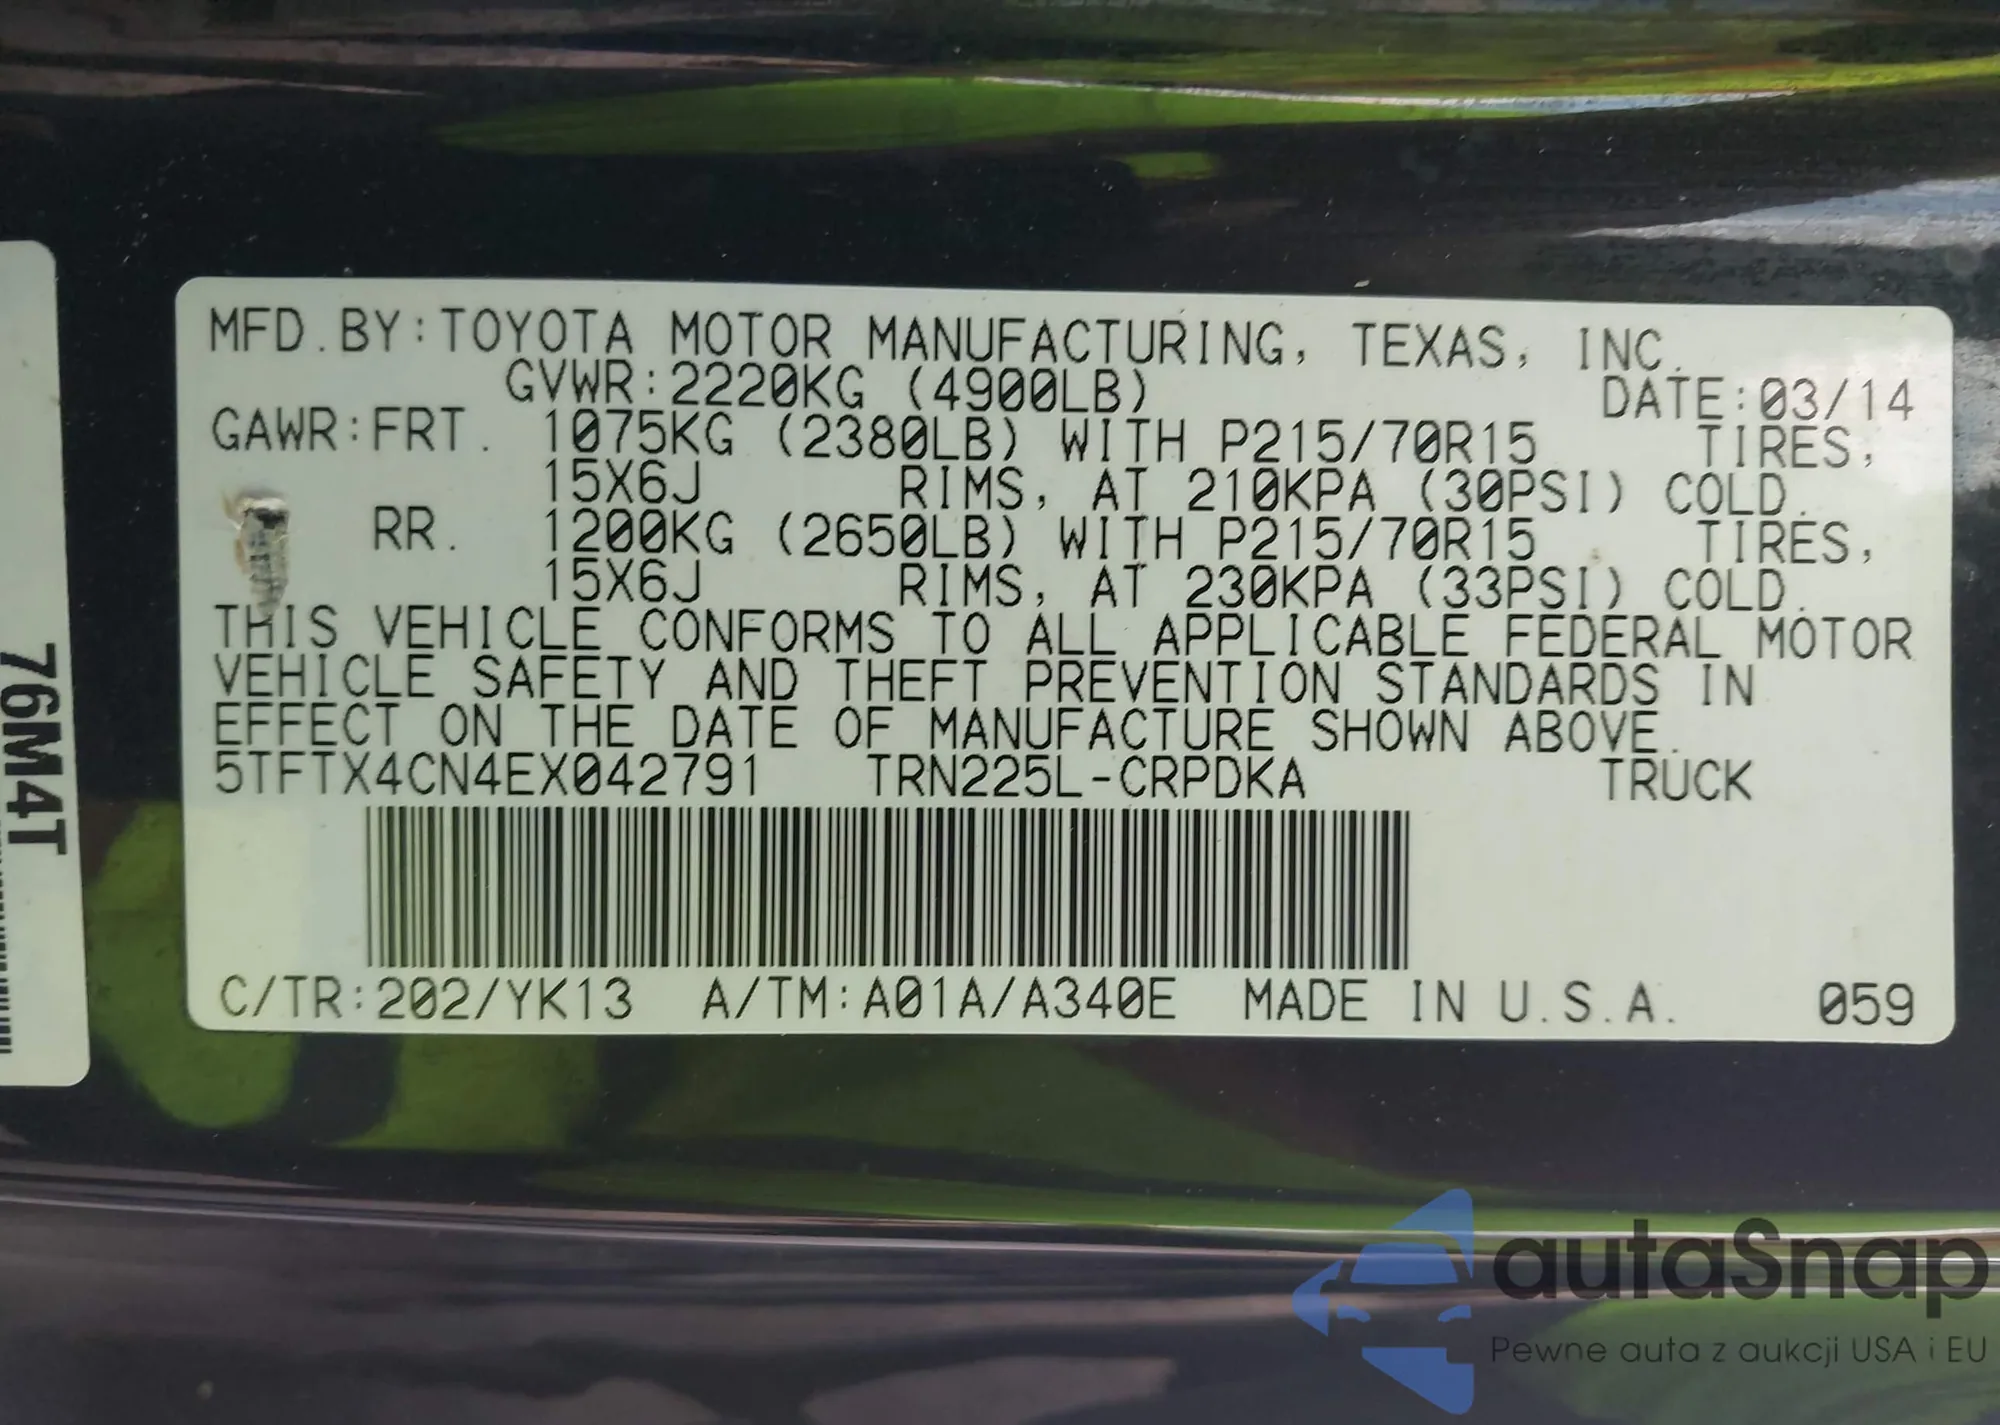 MFD.BY:TOYOTA MOTOR MANUFACTURING, TEXAS, INC.
GVWR:2220KG (4900LB) DATE:03/14
GAWR:FRT. 1075KG (2380LB) WITH P215/70R15 TIRES,
15X6J RIMS, AT 210KPA (30PSI) COLD.
RR. 1200KG (2650LB) WITH P215/70R15 TIRES,
15X6J RIMS, AT 230KPA (33PSI) COLD.
THIS VEHICLE CONFORMS TO ALL APPLICABLE FEDERAL MOTOR
VEHICLE SAFETY AND THEFT PREVENTION STANDARDS IN
EFFECT ON THE DATE OF MANUFACTURE SHOWN ABOVE.
5TFTX4CN4EX042791 TRN225L-CRPDKA TRUCK
C/TR:202/YK13 A/TM:A01A/A340E MADE IN U.S.A. 059
76M4T
autoSnap
Pewne auta z aukcji USA i EU